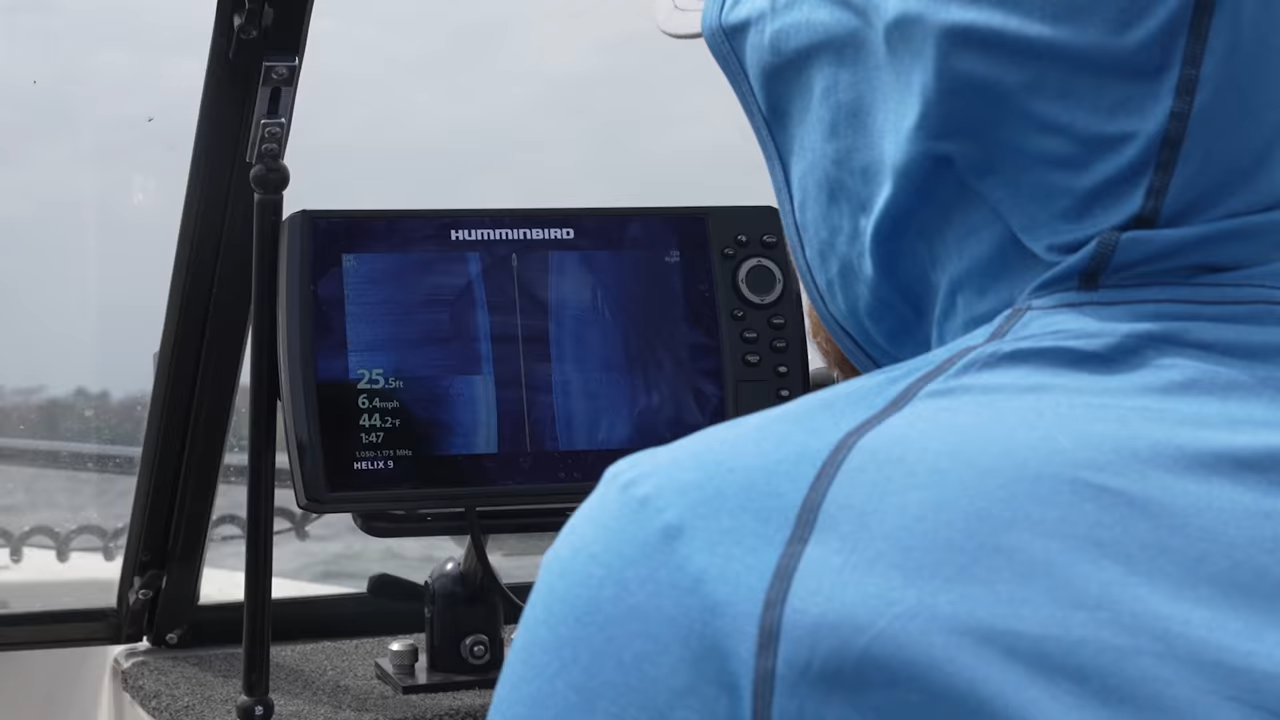 HUMMINBIRD
25.5ft
6.4mph
44.2°F
1:47
1.050-1.175 MHz
HELIX 9